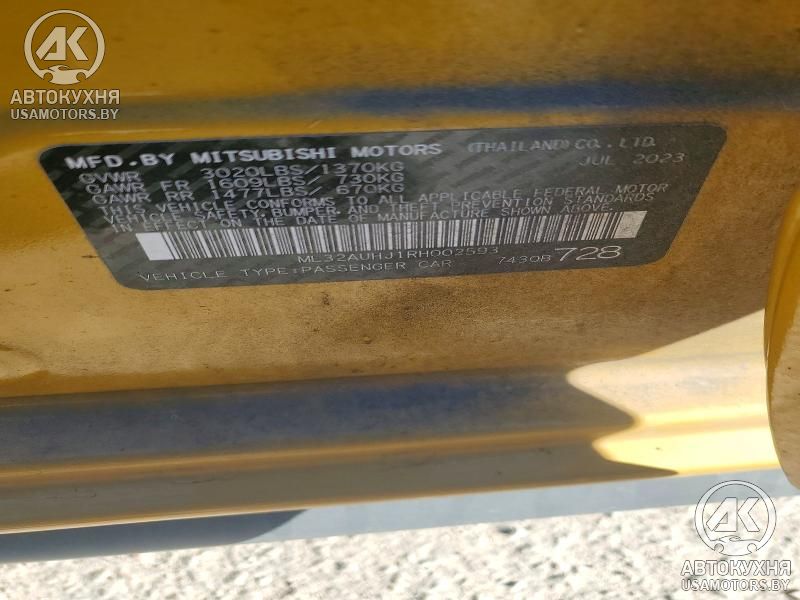 AK
АВТОКУХНЯ
USAMOTORS.BY
MFD. BY MITSUBISHI MOTORS (THAILAND) CO., LTD.
JUL 2023
GVWR 3020LBS/1370KG
GAWR FR 1609LBS/ 730KG
GAWR RR 1477LBS/ 670KG
THIS VEHICLE CONFORMS TO ALL APPLICABLE FEDERAL MOTOR
VEHICLE SAFETY, BUMPER, AND THEFT PREVENTION STANDARDS
IN EFFECT ON THE DATE OF MANUFACTURE SHOWN ABOVE.
ML32AUHJ1RH002593
VEHICLE TYPE:PASSENGER CAR 7430B 728
AK
АВТОКУХНЯ
USAMOTORS.BY